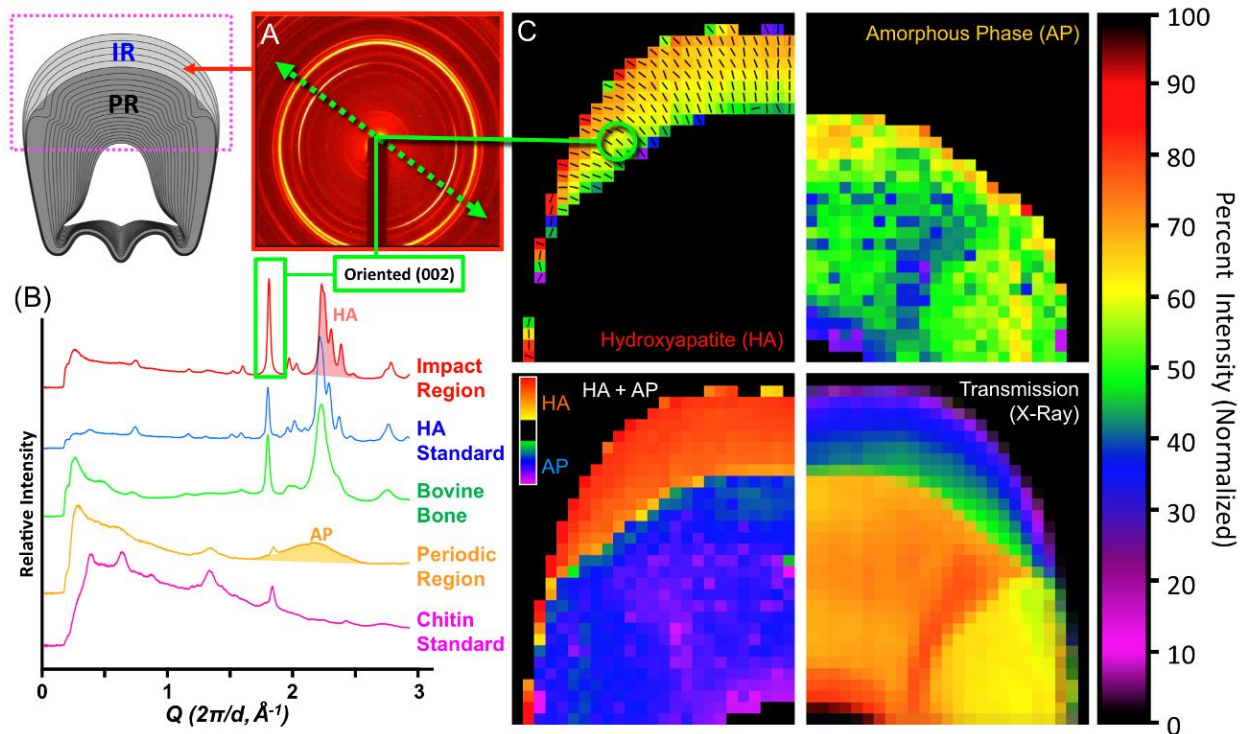 IR
PR
A
C
Amorphous Phase (AP)
Hydroxyapatite (HA)
Oriented (002)
(B)
HA
Impact
Region
HA
Standard
Bovine
Bone
AP
Periodic
Region
Chitin
Standard
Relative Intensity
0 1 2 3
Q (2π/d, Å⁻¹)
HA + AP
HA
AP
Transmission
(X-Ray)
100
90
80
70
60
50
40
30
20
10
0
Percent Intensity (Normalized)